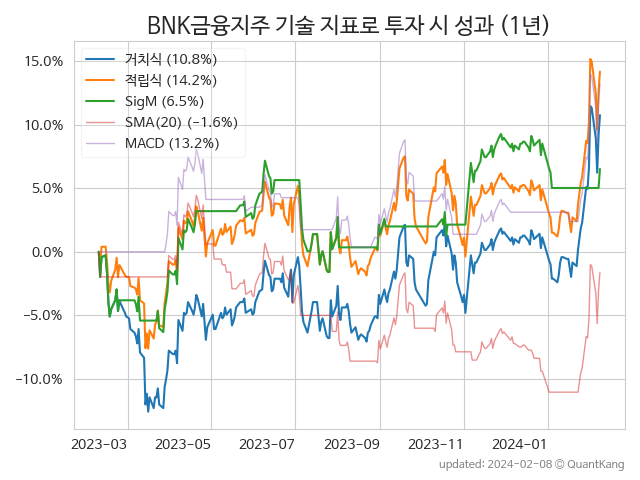 BNK금융지주 기술 지표로 투자 시 성과 (1년)
거치식 (10.8%)
적립식 (14.2%)
SigM (6.5%)
SMA(20) (−1.6%)
MACD (13.2%)
15.0%
10.0%
5.0%
0.0%
−5.0%
−10.0%
2023-03 2023-05 2023-07 2023-09 2023-11 2024-01
updated: 2024-02-08 © QuantKang